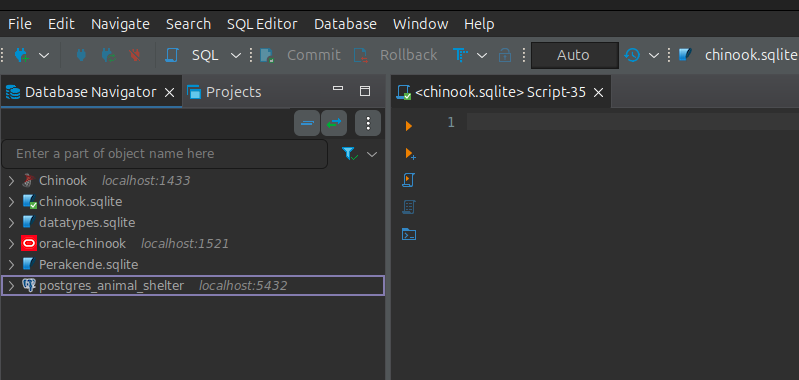 File Edit Navigate Search SQL Editor Database Window Help
SQL Commit Rollback Auto chinook.sqlite
Database Navigator Projects
<chinook.sqlite> Script-35
1
Enter a part of object name here
Chinook localhost:1433
chinook.sqlite
datatypes.sqlite
oracle-chinook localhost:1521
Perakende.sqlite
postgres_animal_shelter localhost:5432